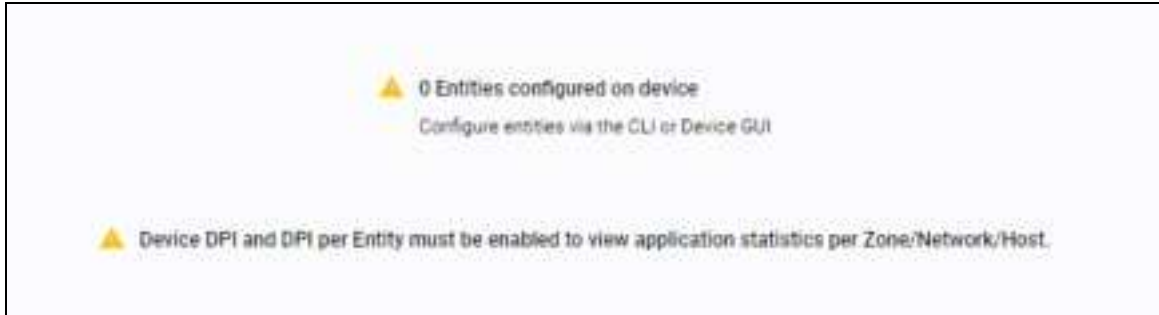 0 Entities configured on device
Configure entities via the CLI or Device GUI
Device DPI and DPI per Entity must be enabled to view application statistics per Zone/Network/Host.